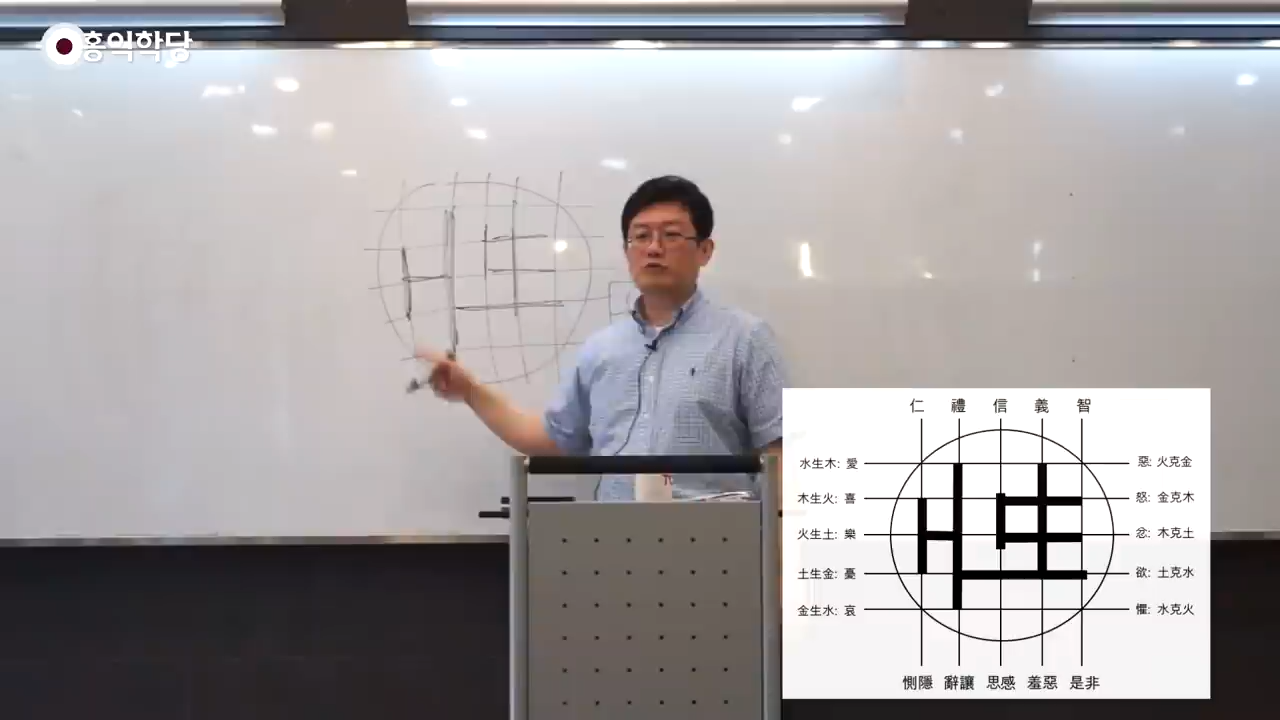 홍익학당
仁 禮 信 義 智
水生木: 愛
惡: 火克金
木生火: 喜
怒: 金克木
火生土: 樂
忿: 木克土
土生金: 憂
欲: 土克水
金生水: 哀
懼: 水克火
惻隱 辭讓 思感 羞惡 是非